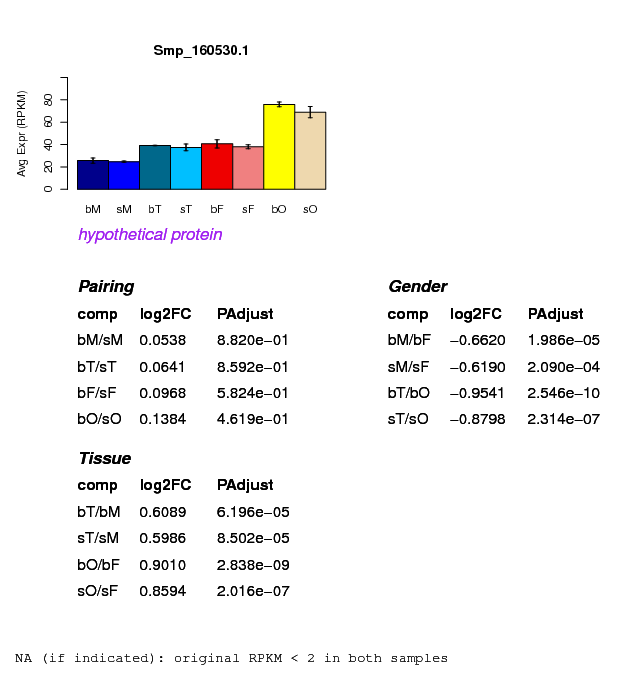 Smp_160530.1
Avg Expr (RPKM)
0 20 40 60 80
bM sM bT sT bF sF bO sO
hypothetical protein
Pairing
comp log2FC PAdjust
bM/sM 0.0538 8.820e−01
bT/sT 0.0641 8.592e−01
bF/sF 0.0968 5.824e−01
bO/sO 0.1384 4.619e−01
Gender
comp log2FC PAdjust
bM/bF −0.6620 1.986e−05
sM/sF −0.6190 2.090e−04
bT/bO −0.9541 2.546e−10
sT/sO −0.8798 2.314e−07
Tissue
comp log2FC PAdjust
bT/bM 0.6089 6.196e−05
sT/sM 0.5986 8.502e−05
bO/bF 0.9010 2.838e−09
sO/sF 0.8594 2.016e−07
NA (if indicated): original RPKM < 2 in both samples